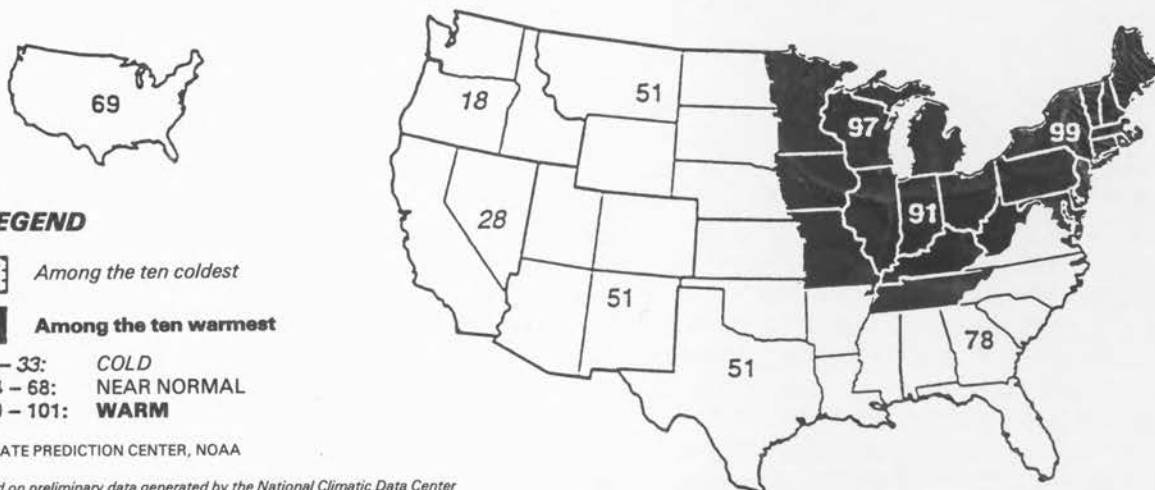 69
18
51
97
99
28
91
51
51
78
EGEND
Among the ten coldest
Among the ten warmest
– 33: COLD
– 68: NEAR NORMAL
– 101: WARM
ATE PREDICTION CENTER, NOAA
d on preliminary data generated by the National Climatic Data Center